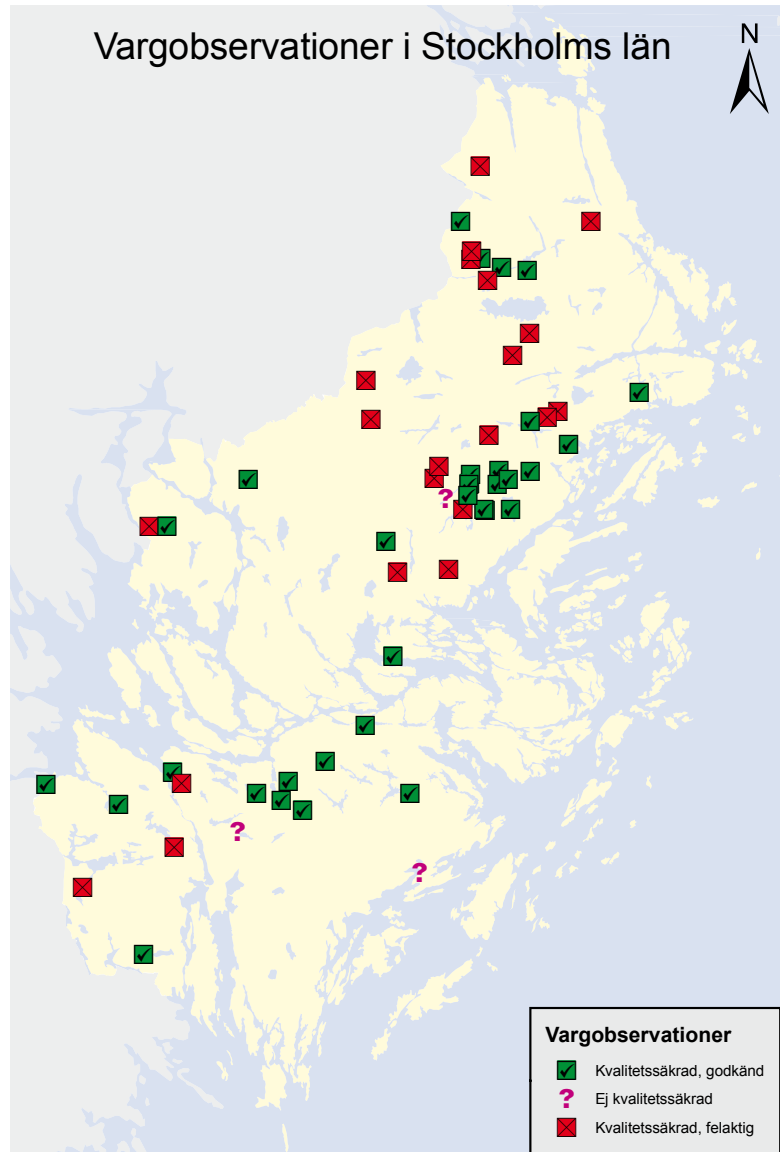 Vargobservationer i Stockholms län
N
?
?
?
Vargobservationer
Kvalitetssäkrad, godkänd
? Ej kvalitetssäkrad
Kvalitetssäkrad, felaktig